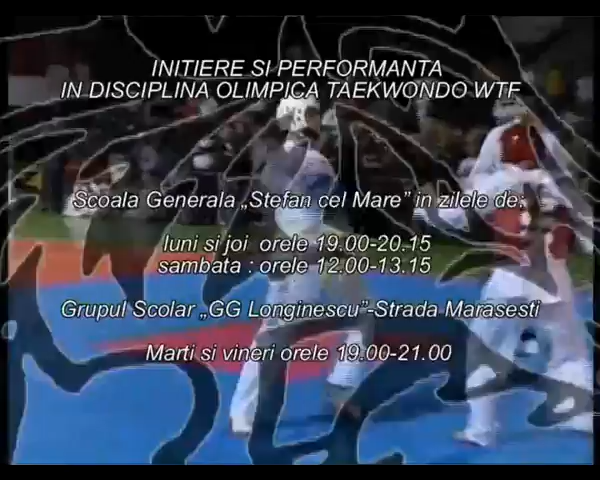 INITIERE SI PERFORMANTA
IN DISCIPLINA OLIMPICA TAEKWONDO WTF
Scoala Generala „Stefan cel Mare” in zilele de:
luni si joi orele 19.00-20.15
sambata : orele 12.00-13.15
Grupul Scolar „GG Longinescu”-Strada Marasesti
Marti si vineri orele 19.00-21.00